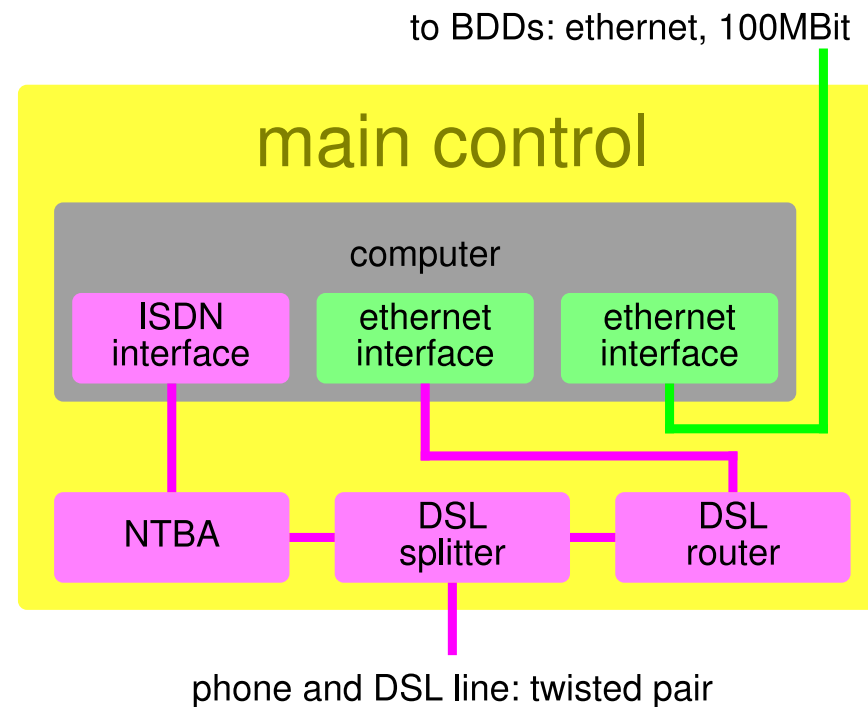 to BDDs: ethernet, 100MBit
main control
computer
ISDN
interface
ethernet
interface
ethernet
interface
NTBA
DSL
splitter
DSL
router
phone and DSL line: twisted pair